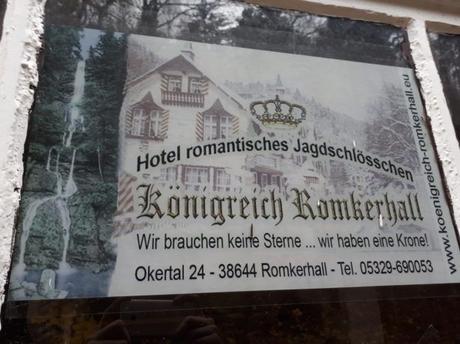 Hotel romantisches Jagdschlösschen
Königreich Romkerhall
Wir brauchen keine Sterne ... wir haben eine Krone!
Okertal 24 - 38644 Romkerhall - Tel. 05329-690053
www.koenigreich-romkerhall.eu